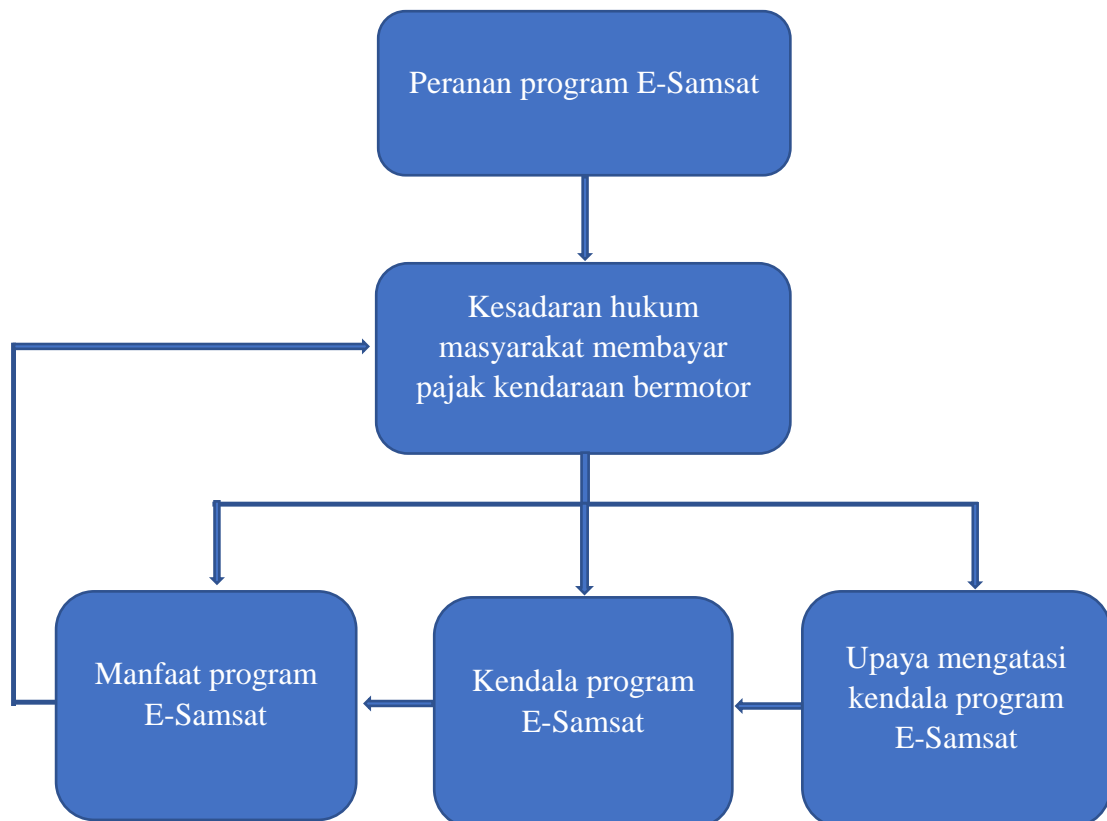 Peranan program E-Samsat
Kesadaran hukum
masyarakat membayar
pajak kendaraan bermotor
Manfaat program
E-Samsat
Kendala program
E-Samsat
Upaya mengatasi
kendala program
E-Samsat